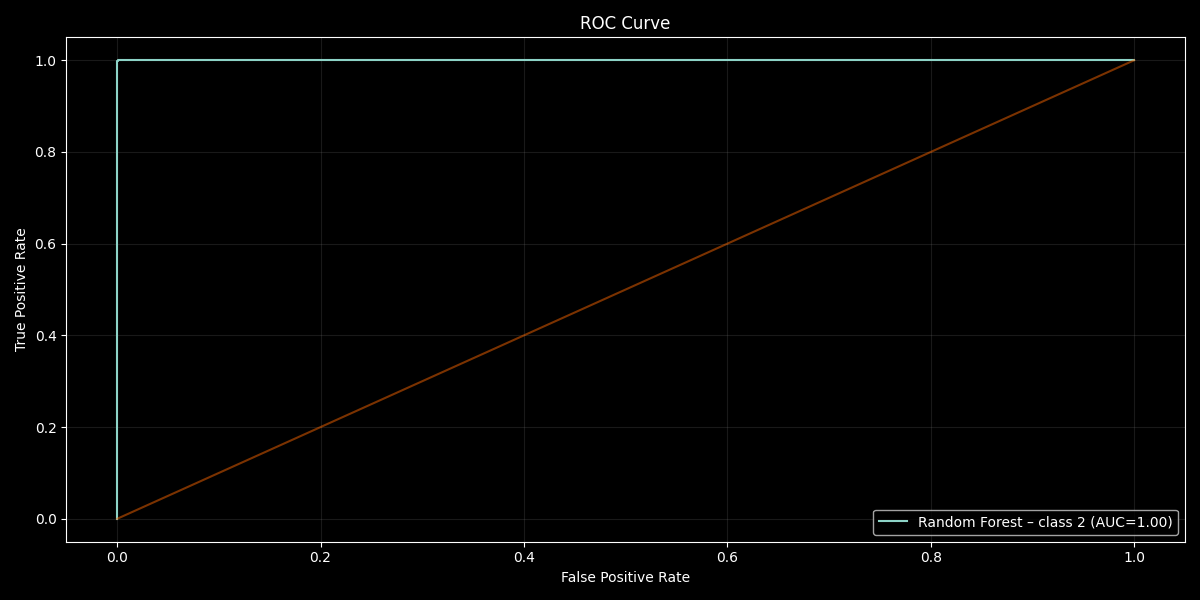 ROC Curve
1.0
0.8
0.6
0.4
0.2
0.0
True Positive Rate
Random Forest – class 2 (AUC=1.00)
0.0 0.2 0.4 0.6 0.8 1.0
False Positive Rate